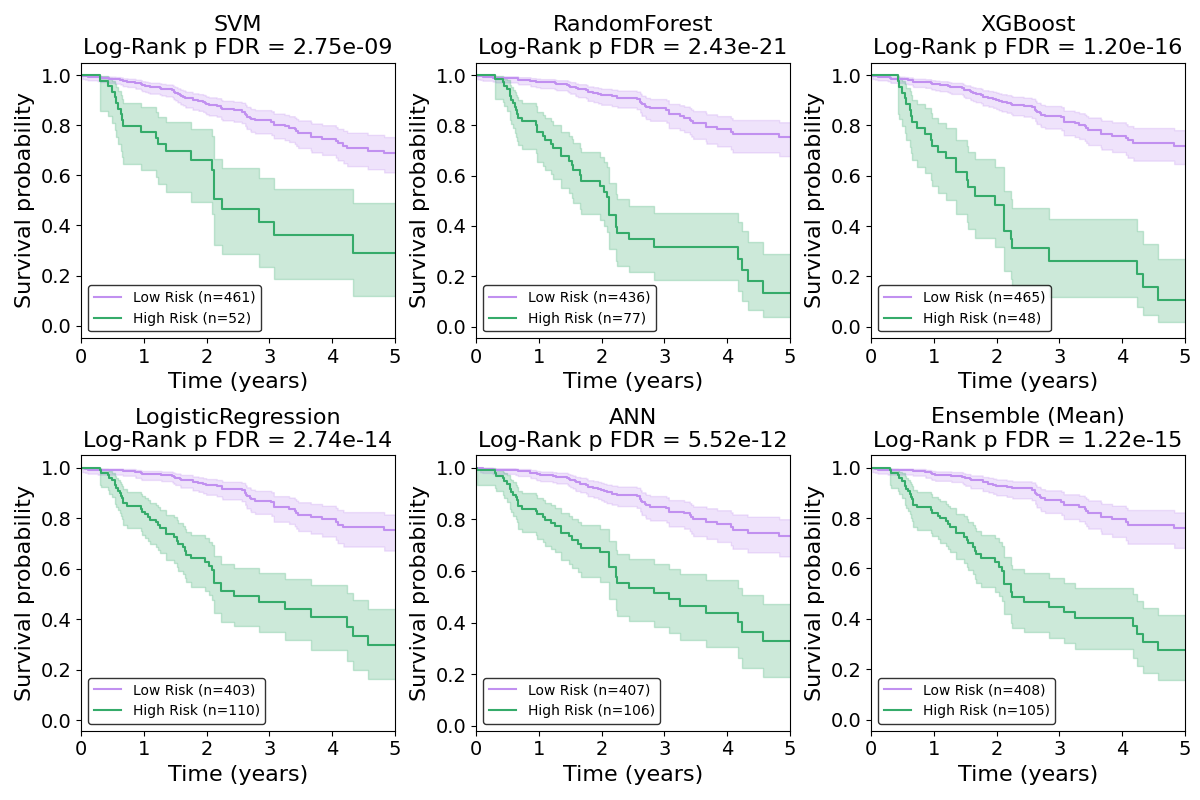 SVM
Log-Rank p FDR = 2.75e-09
Survival probability
1.0
0.8
0.6
0.4
0.2
0.0
Low Risk (n=461)
High Risk (n=52)
0 1 2 3 4 5
Time (years)
RandomForest
Log-Rank p FDR = 2.43e-21
Survival probability
1.0
0.8
0.6
0.4
0.2
0.0
Low Risk (n=436)
High Risk (n=77)
0 1 2 3 4 5
Time (years)
XGBoost
Log-Rank p FDR = 1.20e-16
Survival probability
1.0
0.8
0.6
0.4
0.2
0.0
Low Risk (n=465)
High Risk (n=48)
0 1 2 3 4 5
Time (years)
LogisticRegression
Log-Rank p FDR = 2.74e-14
Survival probability
1.0
0.8
0.6
0.4
0.2
0.0
Low Risk (n=403)
High Risk (n=110)
0 1 2 3 4 5
Time (years)
ANN
Log-Rank p FDR = 5.52e-12
Survival probability
1.0
0.8
0.6
0.4
0.2
0.0
Low Risk (n=407)
High Risk (n=106)
0 1 2 3 4 5
Time (years)
Ensemble (Mean)
Log-Rank p FDR = 1.22e-15
Survival probability
1.0
0.8
0.6
0.4
0.2
0.0
Low Risk (n=408)
High Risk (n=105)
0 1 2 3 4 5
Time (years)